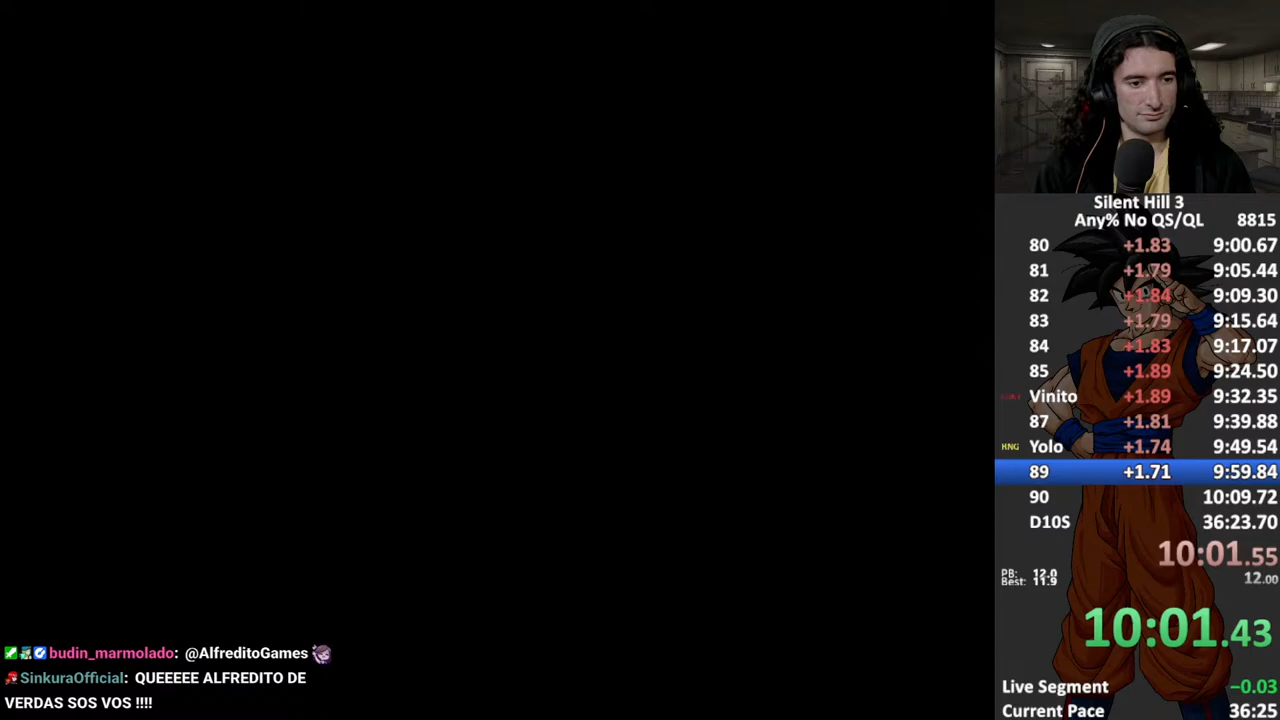 Silent Hill 3
Any% No QS/QL 8815
80 +1.83 9:00.67
81 +1.79 9:05.44
82 +1.84 9:09.30
83 +1.79 9:15.64
84 +1.83 9:17.07
85 +1.89 9:24.50
Vinito +1.89 9:32.35
87 +1.81 9:39.88
RNG Yolo +1.74 9:49.54
89 +1.71 9:59.84
90 10:09.72
D10S 36:23.70
10:01.55
PB: 12.0 12.00
Best: 11.9
10:01.43
Live Segment −0.03
Current Pace 36:25
budin_marmolado: @AlfreditoGames
SinkuraOfficial: QUEEEEE ALFREDITO DE
VERDAS SOS VOS !!!!